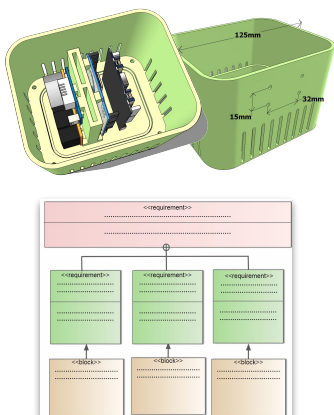 125mm
32mm
15mm
<<requirement>>
<<requirement>>
<<requirement>>
<<requirement>>
<<block>>
<<block>>
<<block>>